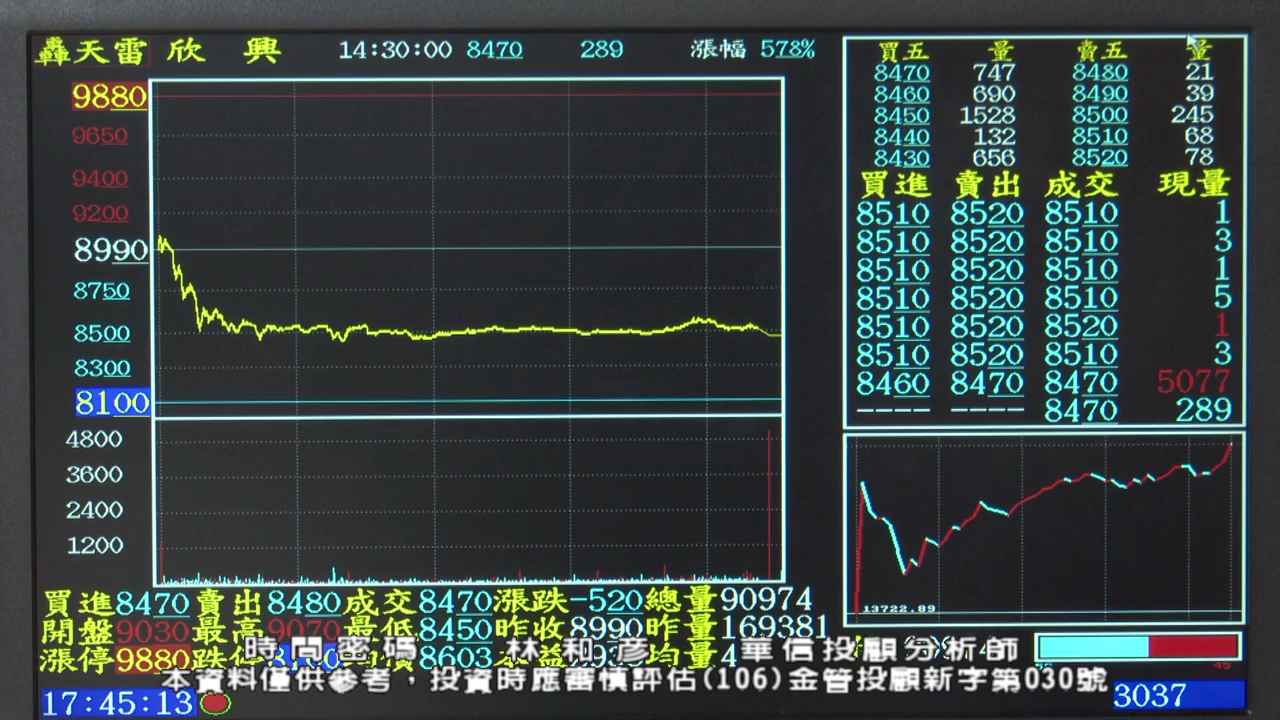 轟天雷 欣 興 14:30:00 8470 289 漲幅 578%
9880
9650
9400
9200
8990
8750
8500
8300
8100
4800
3600
2400
1200
買五 量 賣五 量
8470 747 8480 21
8460 690 8490 39
8450 1528 8500 245
8440 132 8510 68
8430 656 8520 78
買進 賣出 成交 現量
8510 8520 8510 1
8510 8520 8510 3
8510 8520 8510 1
8510 8520 8510 5
8510 8520 8520 1
8510 8520 8510 3
8460 8470 8470 5077
---- ---- 8470 289
13722.89
買進8470 賣出8480 成交8470 漲跌-520 總量90974
開盤9030 最高9070 最低8450 昨收8990 昨量169381
漲停9880 跌停 8603 均量
45
時間密碼 林和彥 華信投顧分析師
本資料僅供參考，投資時應審慎評估(106)金管投顧新字第030號
17:45:13 3037